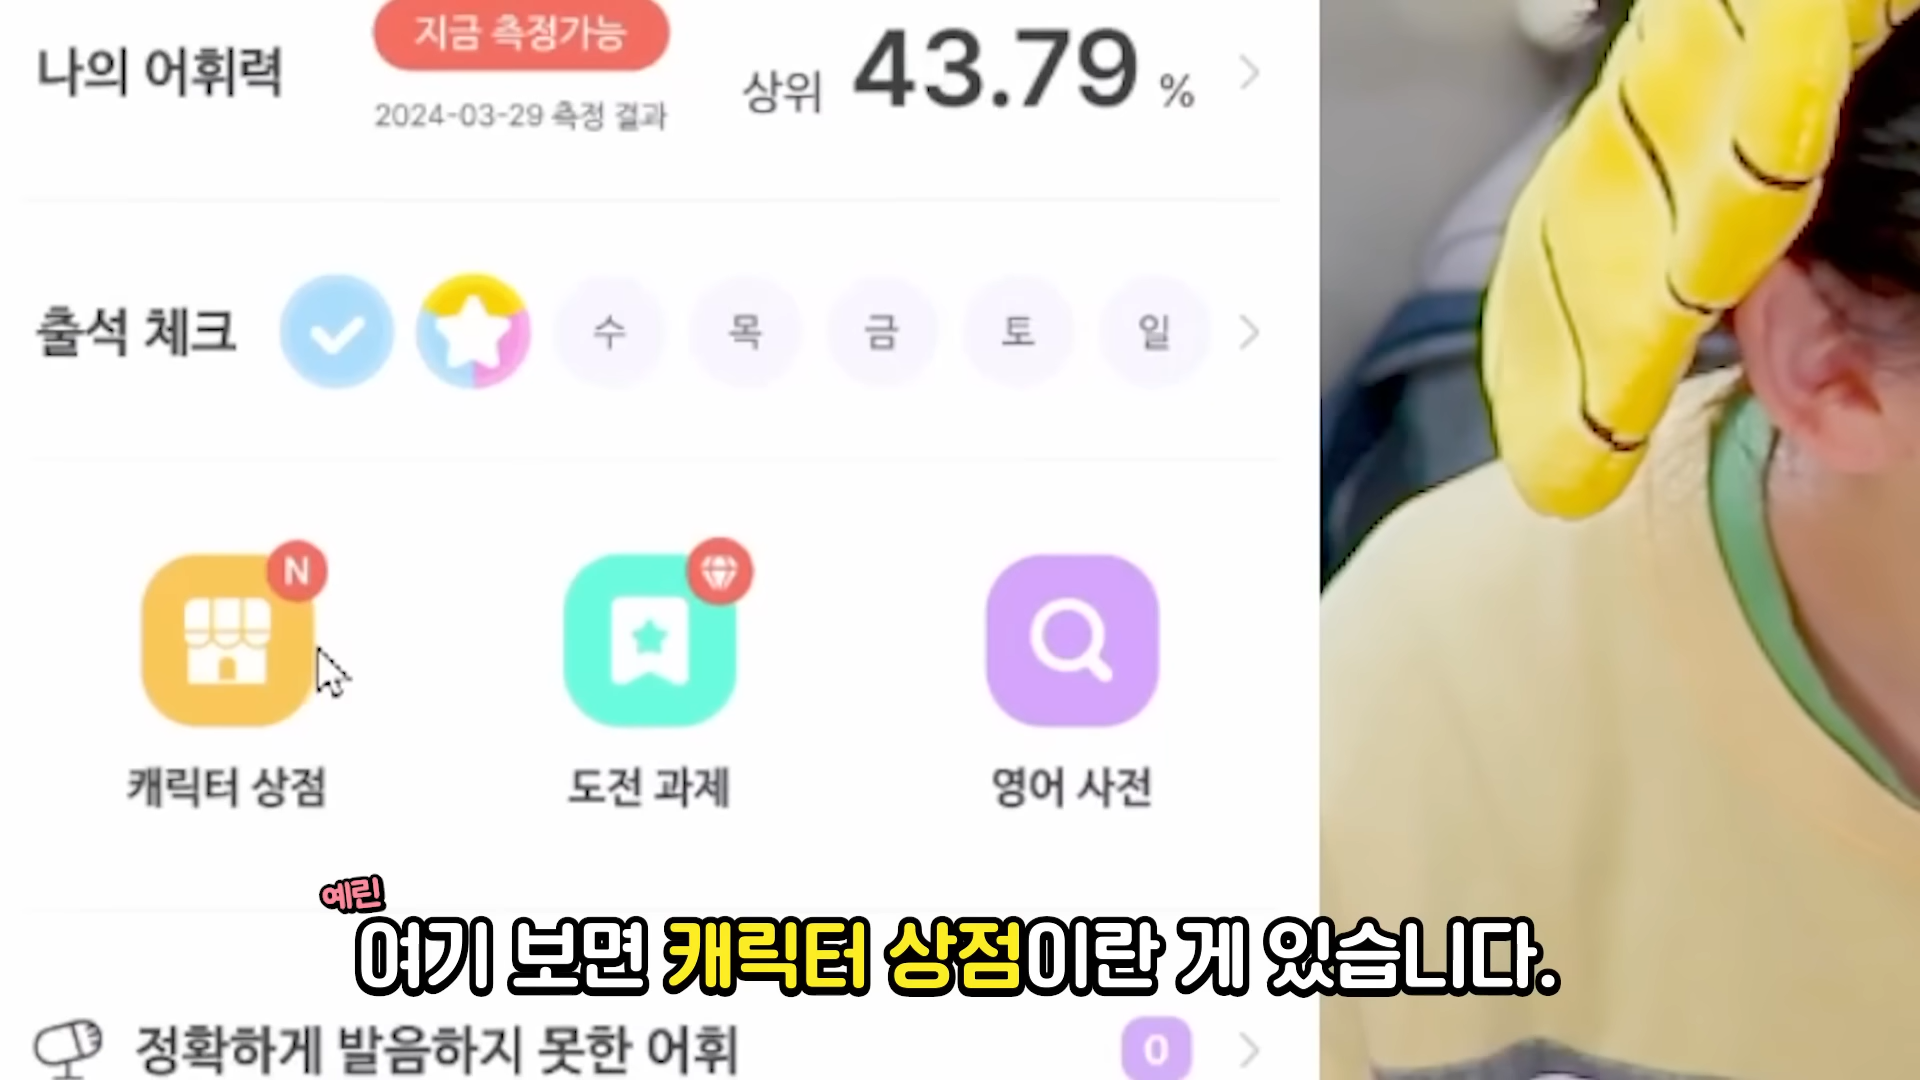 지금 측정가능
나의 어휘력
상위 43.79 %
2024-03-29 측정 결과
출석 체크 수 목 금 토 일
N
캐릭터 상점 도전 과제 영어 사전
예린
여기 보면 캐릭터 상점이란 게 있습니다.
정확하게 발음하지 못한 어휘 0